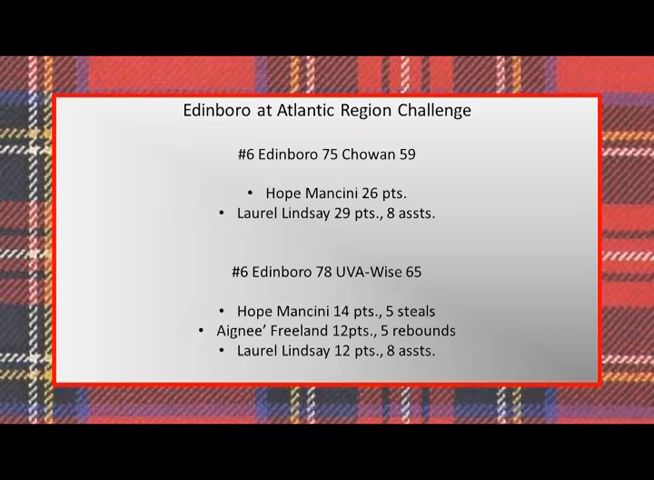 Edinboro at Atlantic Region Challenge
#6 Edinboro 75 Chowan 59
• Hope Mancini 26 pts.
• Laurel Lindsay 29 pts., 8 assts.
#6 Edinboro 78 UVA-Wise 65
• Hope Mancini 14 pts., 5 steals
• Aignee’ Freeland 12pts., 5 rebounds
• Laurel Lindsay 12 pts., 8 assts.